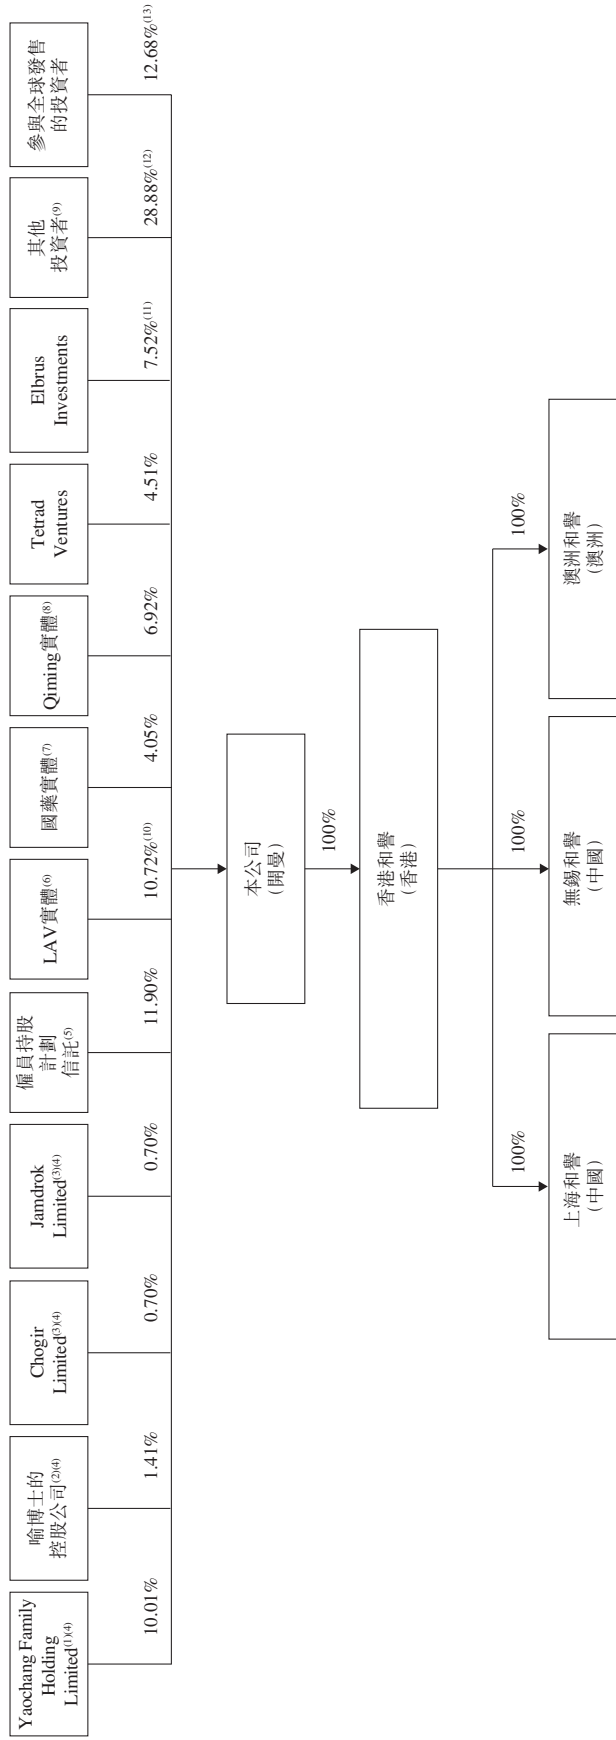 Yaochang Family
Holding
Limited(1)(4)
喻博士的
控股公司(2)(4)
Chogir
Limited(3)(4)
Jamdrok
Limited(3)(4)
僱員持股
計劃
信託(5)
LAV實體(6)
國藥實體(7)
Qiming實體(8)
Tetrad
Ventures
Elbrus
Investments
其他
投資者(9)
參與全球發售
的投資者
10.01%
1.41%
0.70%
0.70%
11.90%
10.72%(10)
4.05%
6.92%
4.51%
7.52%(11)
28.88%(12)
12.68%(13)
本公司
(開曼)
100%
香港和譽
(香港)
100%
100%
100%
上海和譽
(中國)
無錫和譽
(中國)
澳洲和譽
(澳洲)